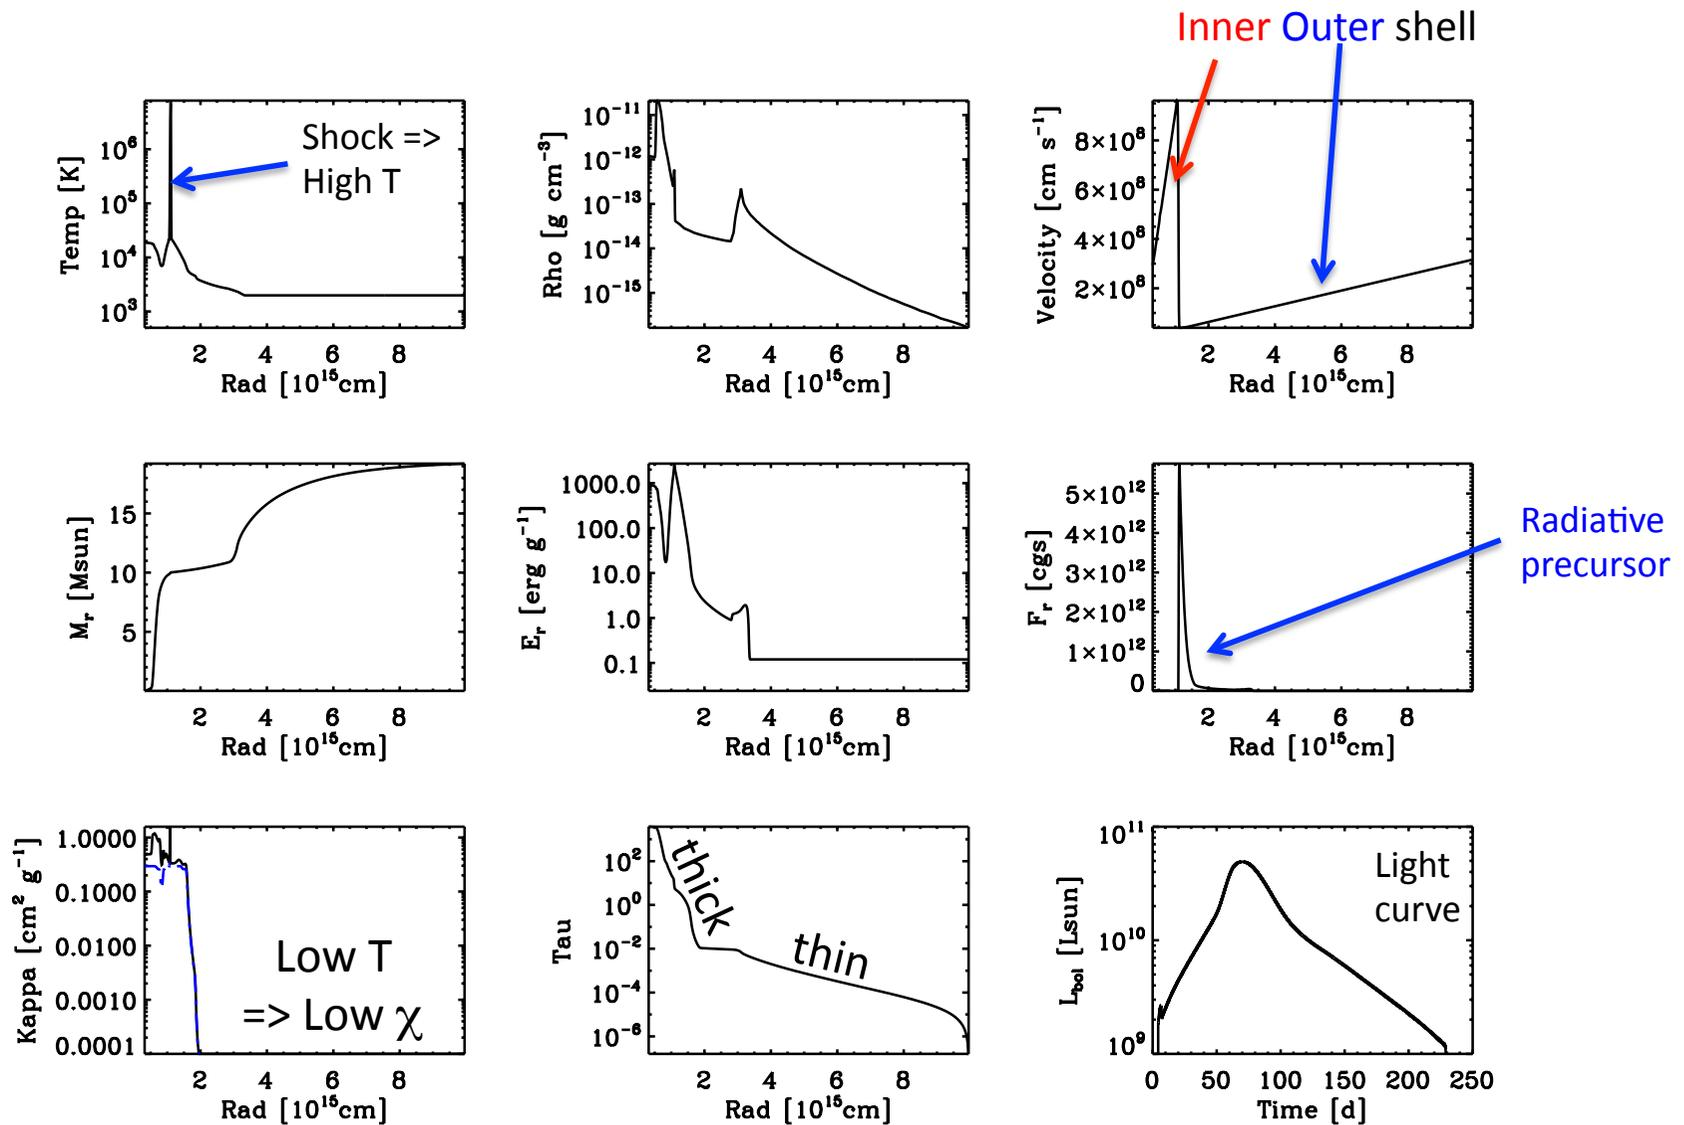 Inner Outer shell
Temp [K]
10⁶
10⁵
10⁴
10³
Shock =>
High T
2 4 6 8
Rad [10¹⁵cm]
Rho [g cm⁻³]
10⁻¹¹
10⁻¹²
10⁻¹³
10⁻¹⁴
10⁻¹⁵
2 4 6 8
Rad [10¹⁵cm]
Velocity [cm s⁻¹]
8×10⁸
6×10⁸
4×10⁸
2×10⁸
2 4 6 8
Rad [10¹⁵cm]
Mᵣ [Msun]
15
10
5
2 4 6 8
Rad [10¹⁵cm]
Eᵣ [erg g⁻¹]
1000.0
100.0
10.0
1.0
0.1
2 4 6 8
Rad [10¹⁵cm]
Fᵣ [cgs]
5×10¹²
4×10¹²
3×10¹²
2×10¹²
1×10¹²
0
2 4 6 8
Rad [10¹⁵cm]
Radiative
precursor
Kappa [cm² g⁻¹]
1.0000
0.1000
0.0100
0.0010
0.0001
Low T
=> Low χ
2 4 6 8
Rad [10¹⁵cm]
Tau
10²
10⁰
10⁻²
10⁻⁴
10⁻⁶
thick
thin
2 4 6 8
Rad [10¹⁵cm]
L_bol [Lsun]
10¹¹
10¹⁰
10⁹
Light
curve
0 50 100 150 200 250
Time [d]